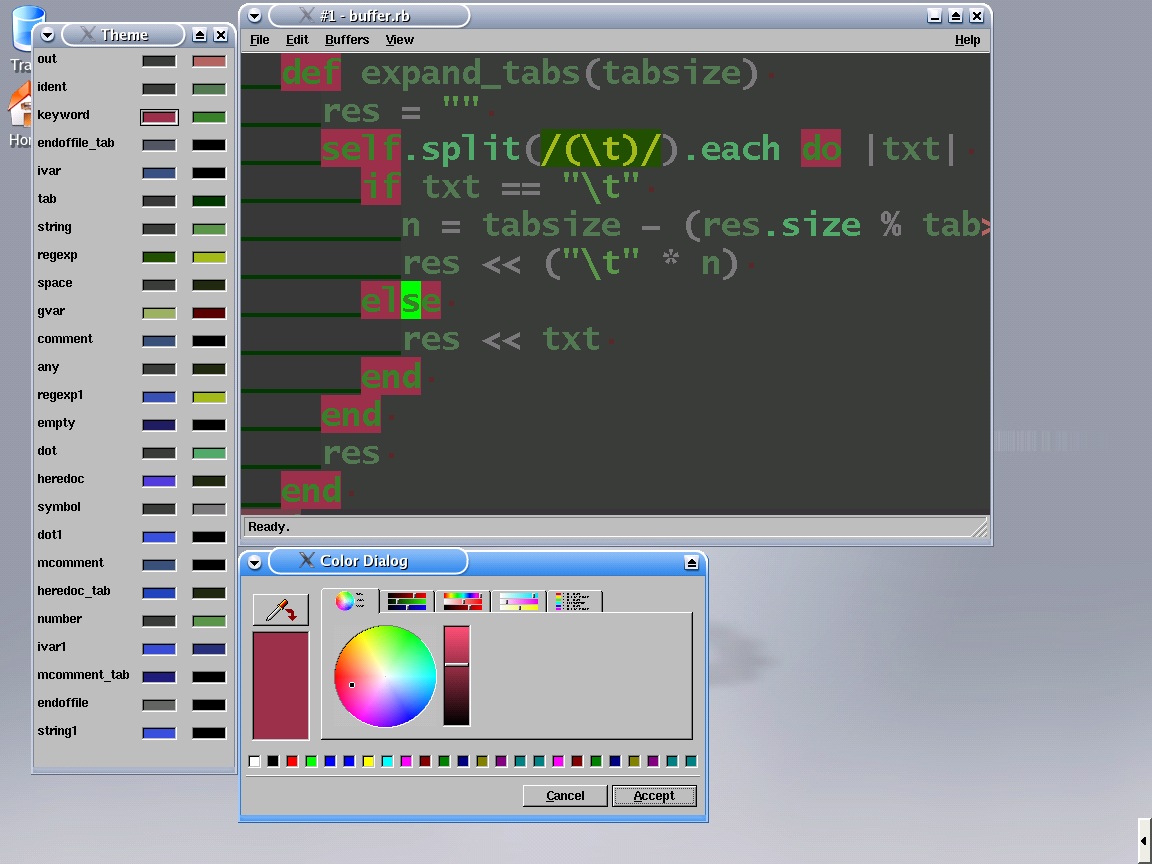 Tra
Hor
Theme
out
ident
keyword
endoffile_tab
ivar
tab
string
regexp
space
gvar
comment
any
regexp1
empty
dot
heredoc
symbol
dot1
mcomment
heredoc_tab
number
ivar1
mcomment_tab
endoffile
string1
#1 - buffer.rb
File Edit Buffers View Help
def expand_tabs(tabsize)
res = ""
self.split(/(\t)/).each do |txt|
if txt == "\t"
n = tabsize - (res.size % tab>
res << ("\t" * n)
else
res << txt
end
end
res
end
Ready.
Color Dialog
Cancel Accept